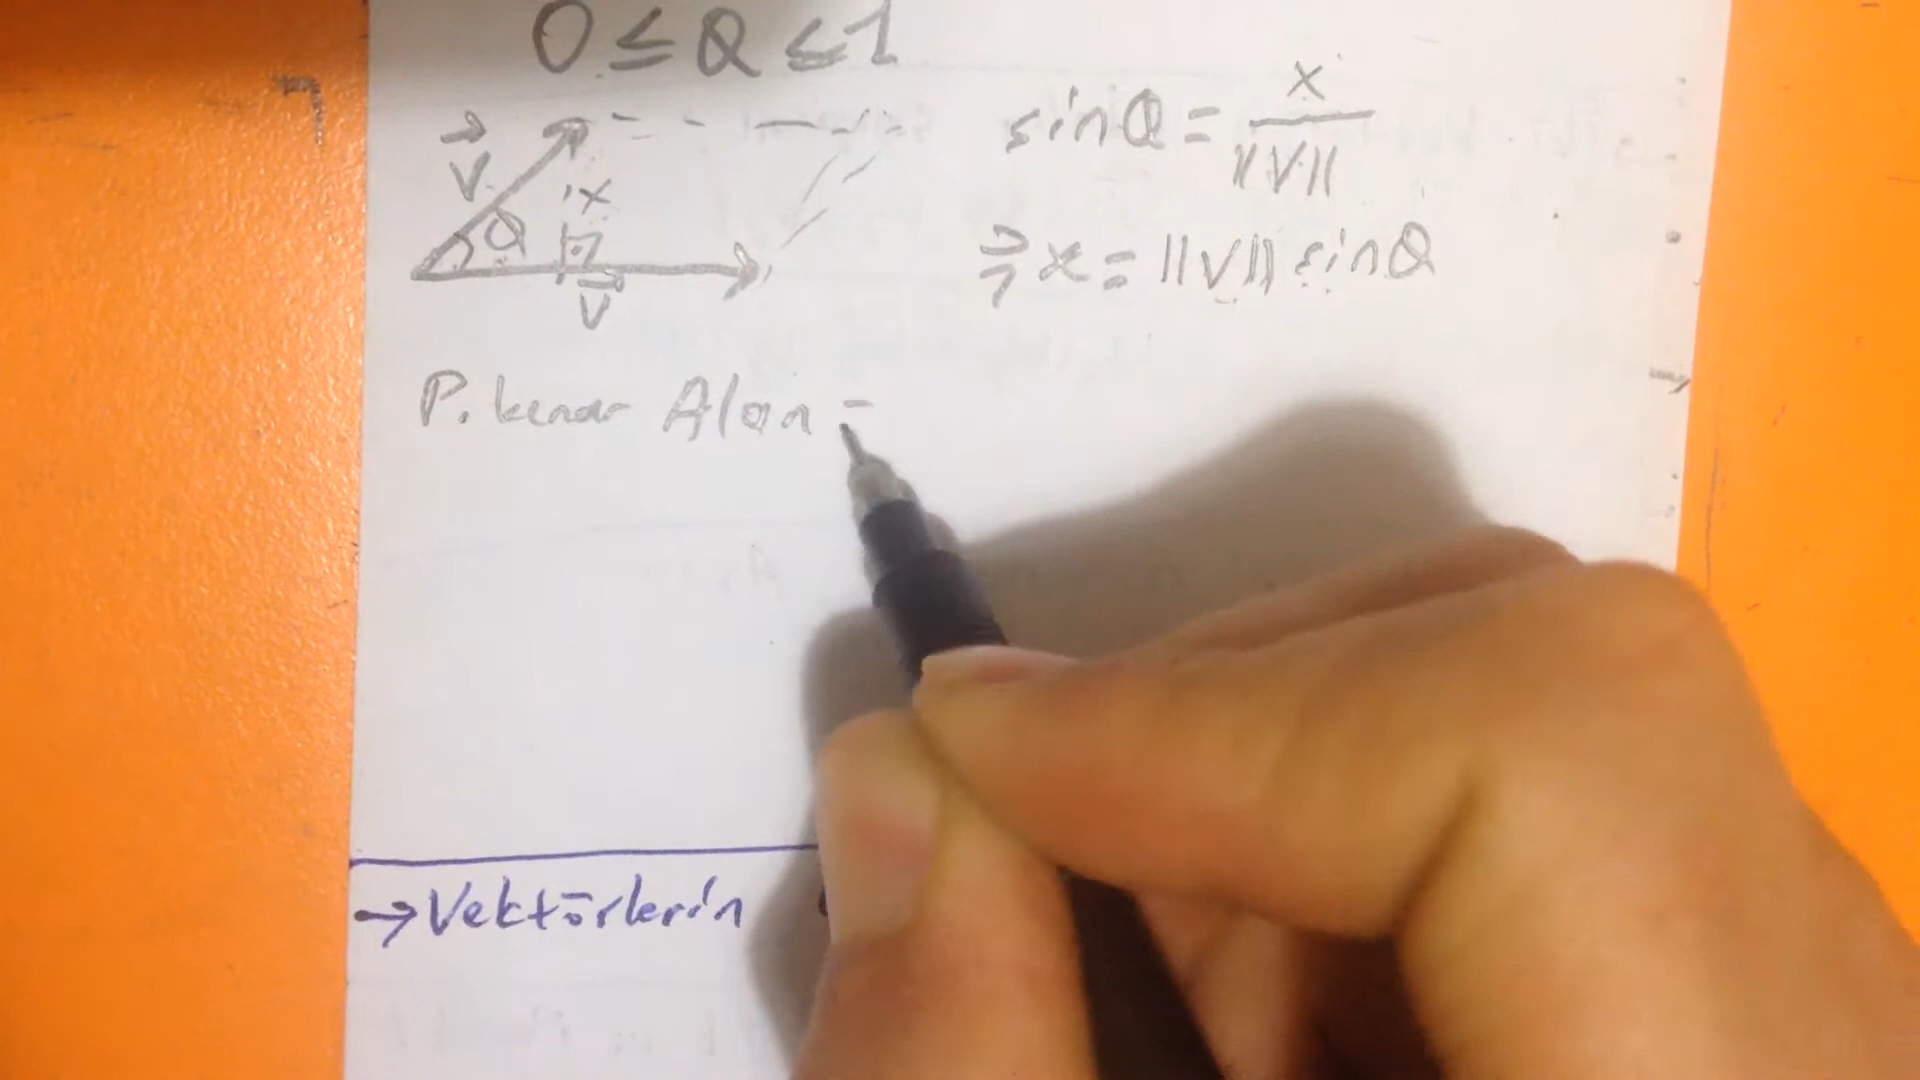 0 ≤ Q ≤ 1
V⃗ x Q V⃗
sinQ = x / ||V||
⇒ x = ||V|| sinQ
P. kenar Alan =
→ Vektörlerin